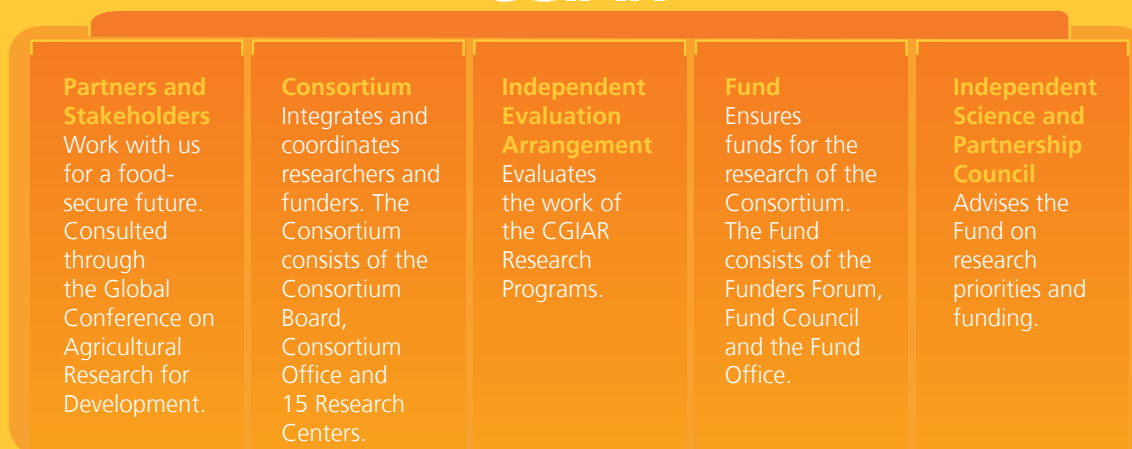 Partners and
Stakeholders
Work with us
for a food-
secure future.
Consulted
through
the Global
Conference on
Agricultural
Research for
Development.
Consortium
Integrates and
coordinates
researchers and
funders. The
Consortium
consists of the
Consortium
Board,
Consortium
Office and
15 Research
Centers.
Independent
Evaluation
Arrangement
Evaluates
the work of
the CGIAR
Research
Programs.
Fund
Ensures
funds for the
research of the
Consortium.
The Fund
consists of the
Funders Forum,
Fund Council
and the Fund
Office.
Independent
Science and
Partnership
Council
Advises the
Fund on
research
priorities and
funding.